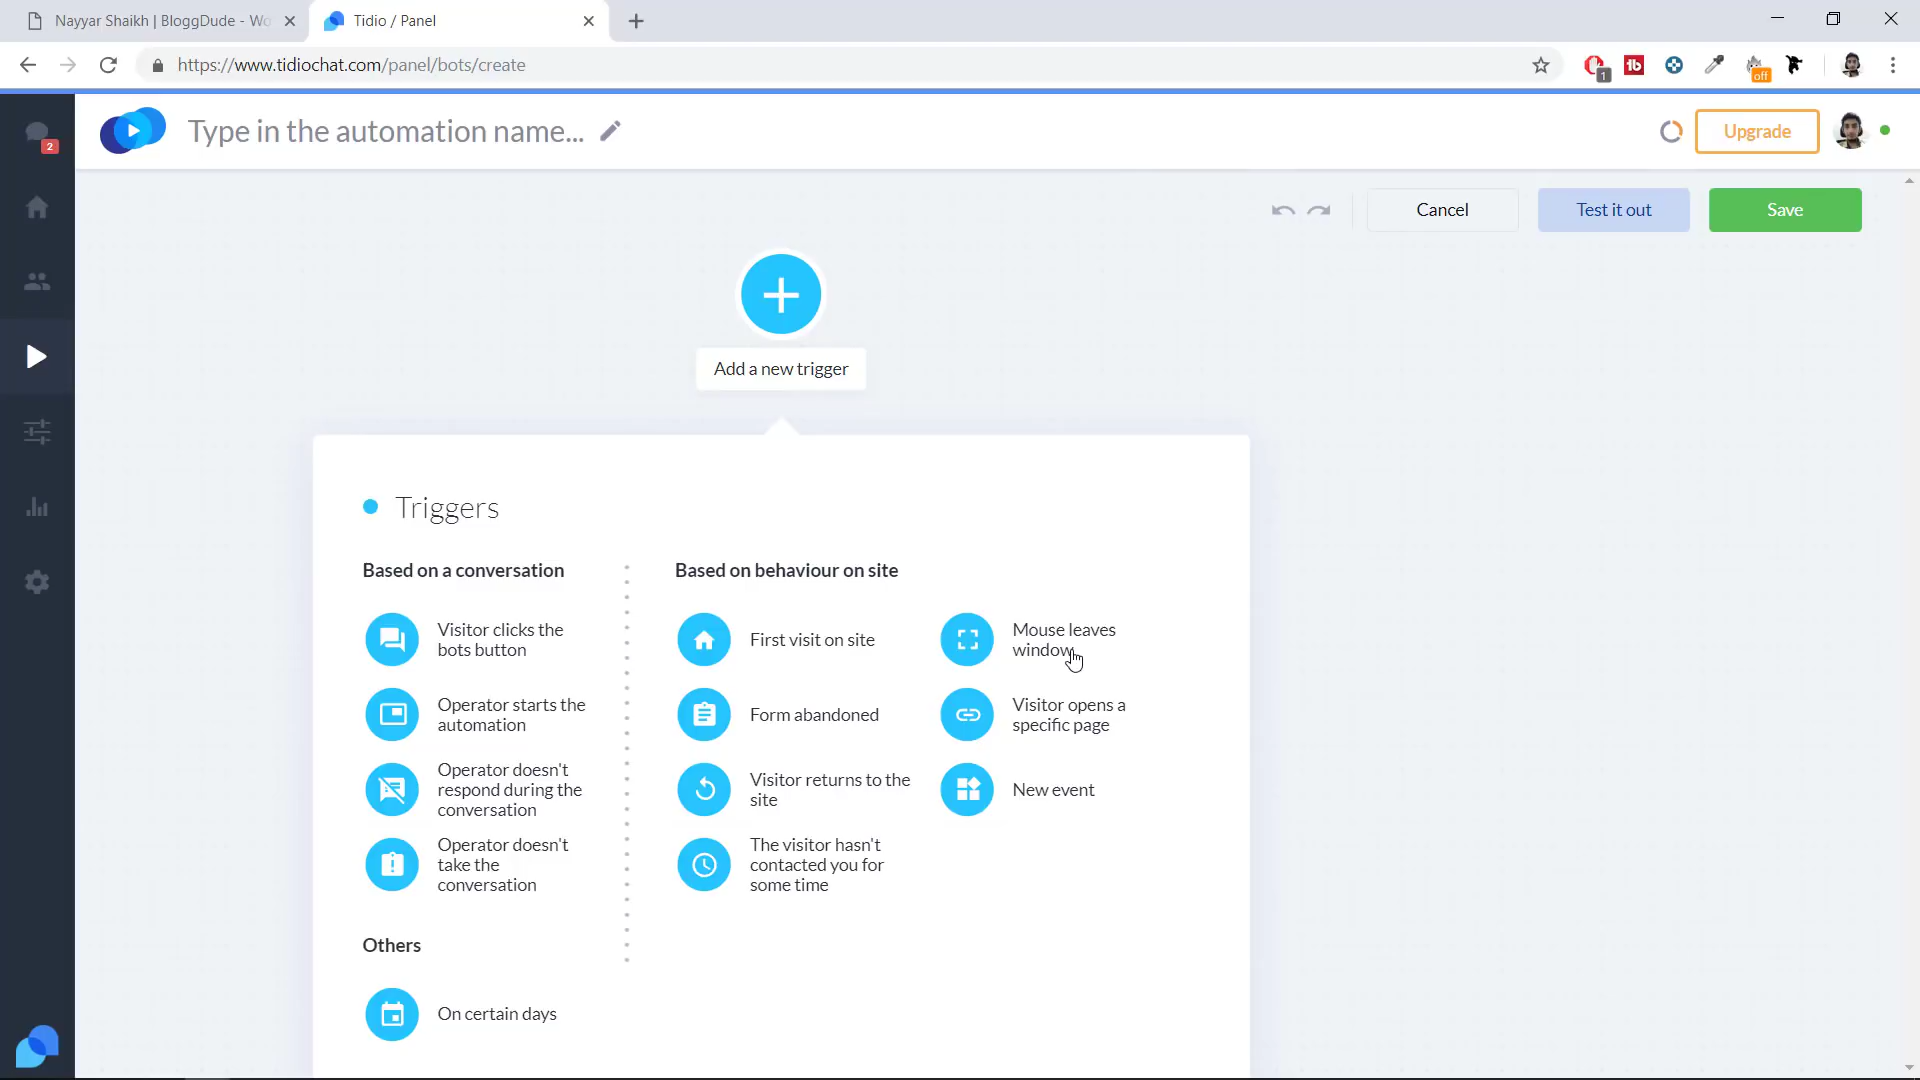 Nayyar Shaikh | BloggDude - Wo
Tidio / Panel
https://www.tidiochat.com/panel/bots/create
1
off
2
Type in the automation name...
Upgrade
Cancel
Test it out
Save
Add a new trigger
Triggers
Based on a conversation
Visitor clicks the
bots button
Operator starts the
automation
Operator doesn't
respond during the
conversation
Operator doesn't
take the
conversation
Others
On certain days
Based on behaviour on site
First visit on site
Form abandoned
Visitor returns to the
site
The visitor hasn't
contacted you for
some time
Mouse leaves
window
Visitor opens a
specific page
New event